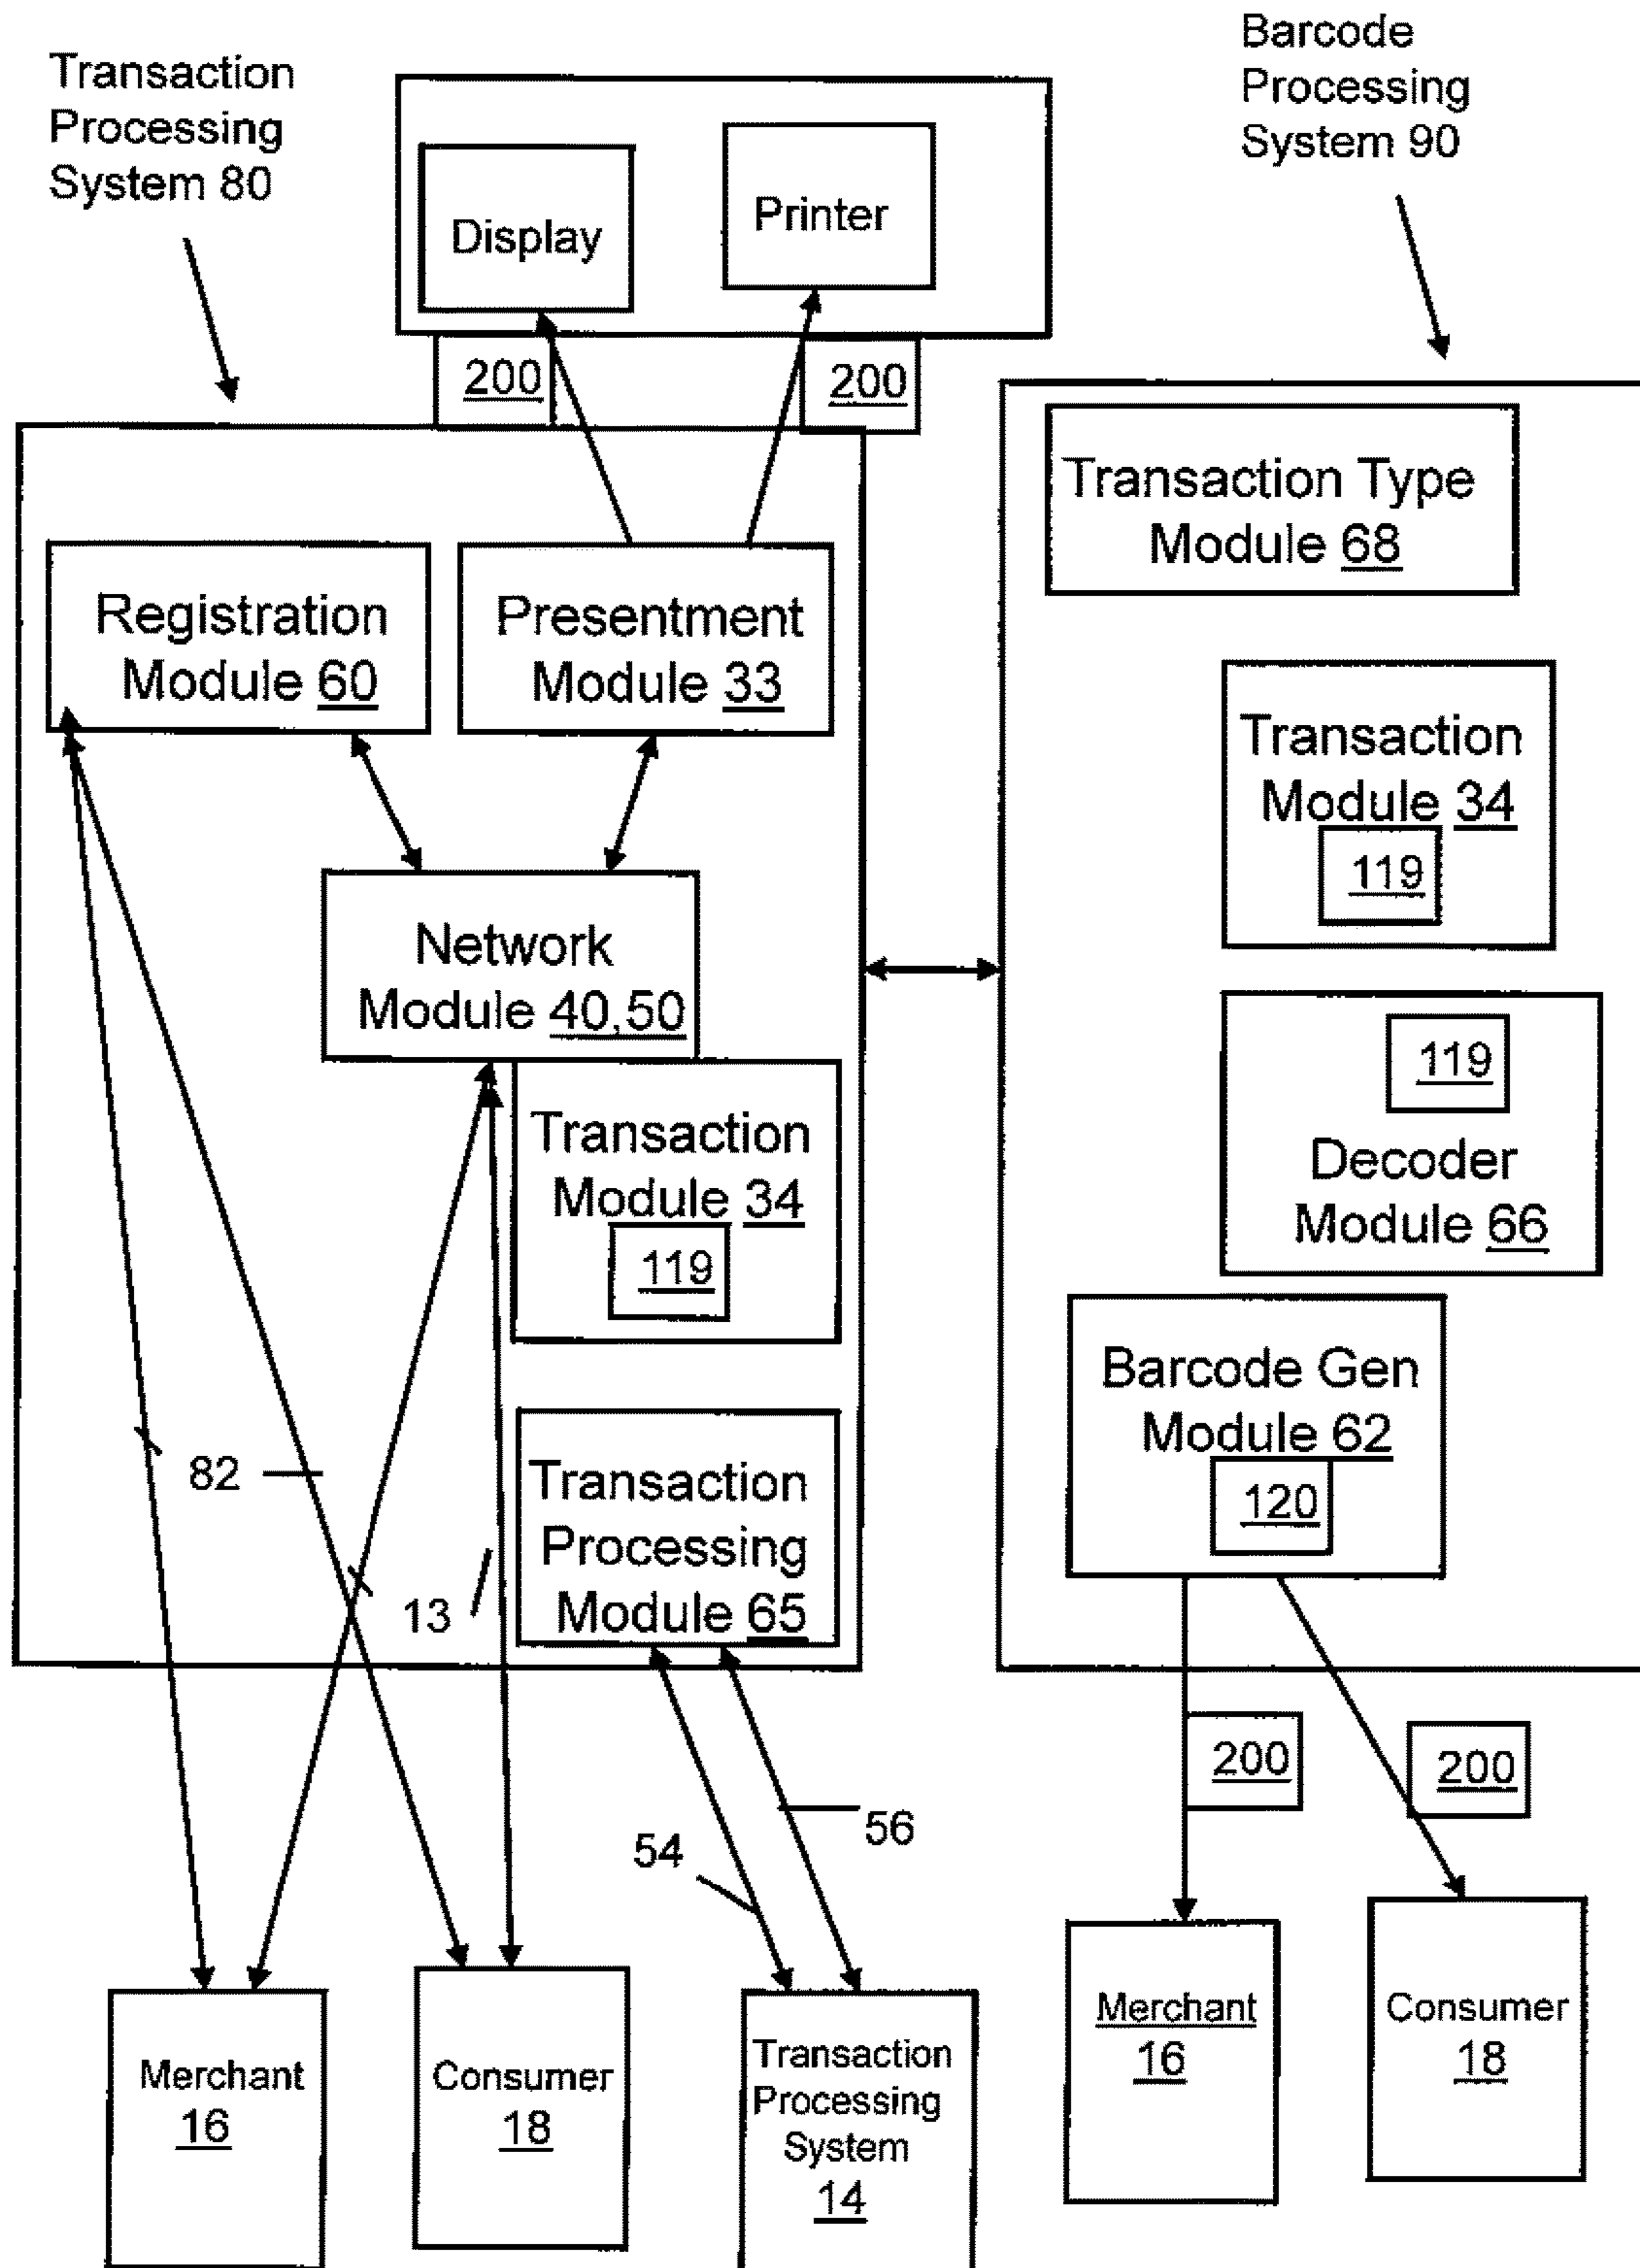 Transaction
Processing
System 80
Barcode
Processing
System 90
Display
Printer
200
200
Registration
Module 60
Presentment
Module 33
Network
Module 40,50
Transaction
Module 34
119
Transaction
Processing
Module 65
82
13
54
56
Merchant
16
Consumer
18
Transaction
Processing
System
14
Transaction Type
Module 68
Transaction
Module 34
119
119
Decoder
Module 66
Barcode Gen
Module 62
120
200
200
Merchant
16
Consumer
18